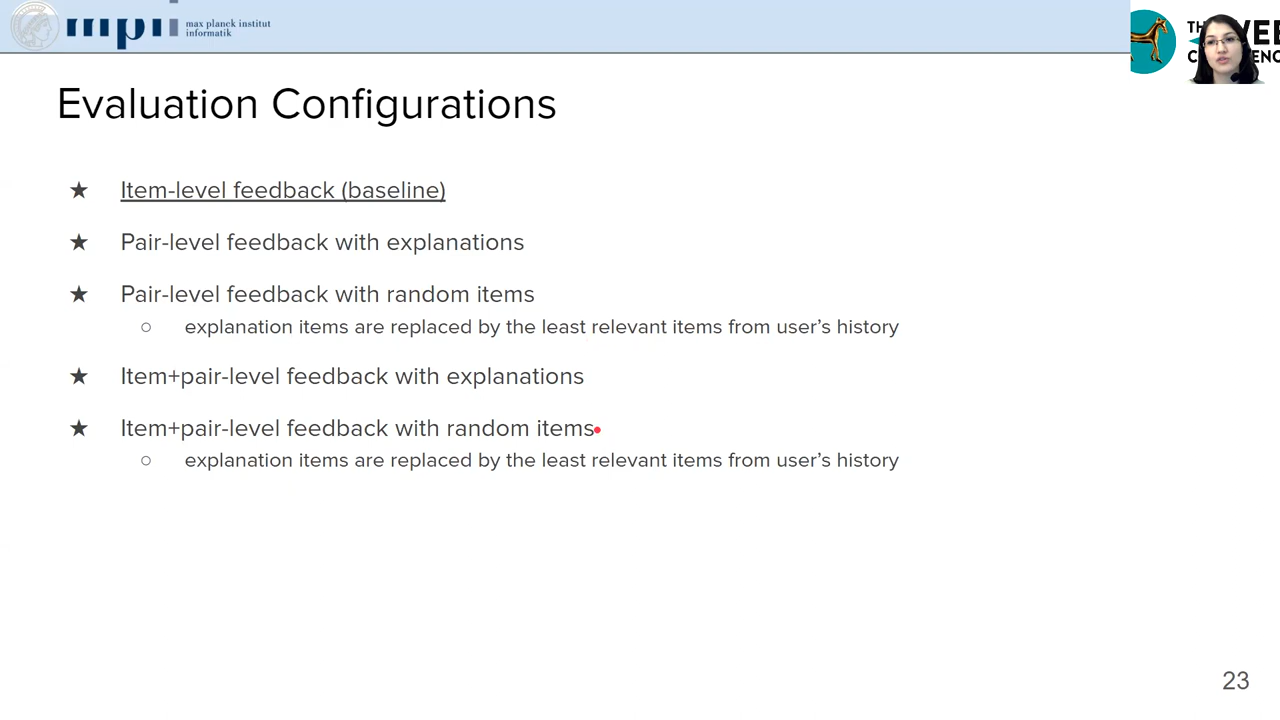 mpii max planck institut
informatik
Evaluation Configurations
★ Item-level feedback (baseline)
★ Pair-level feedback with explanations
★ Pair-level feedback with random items
○ explanation items are replaced by the least relevant items from user’s history
★ Item+pair-level feedback with explanations
★ Item+pair-level feedback with random items
○ explanation items are replaced by the least relevant items from user’s history
23